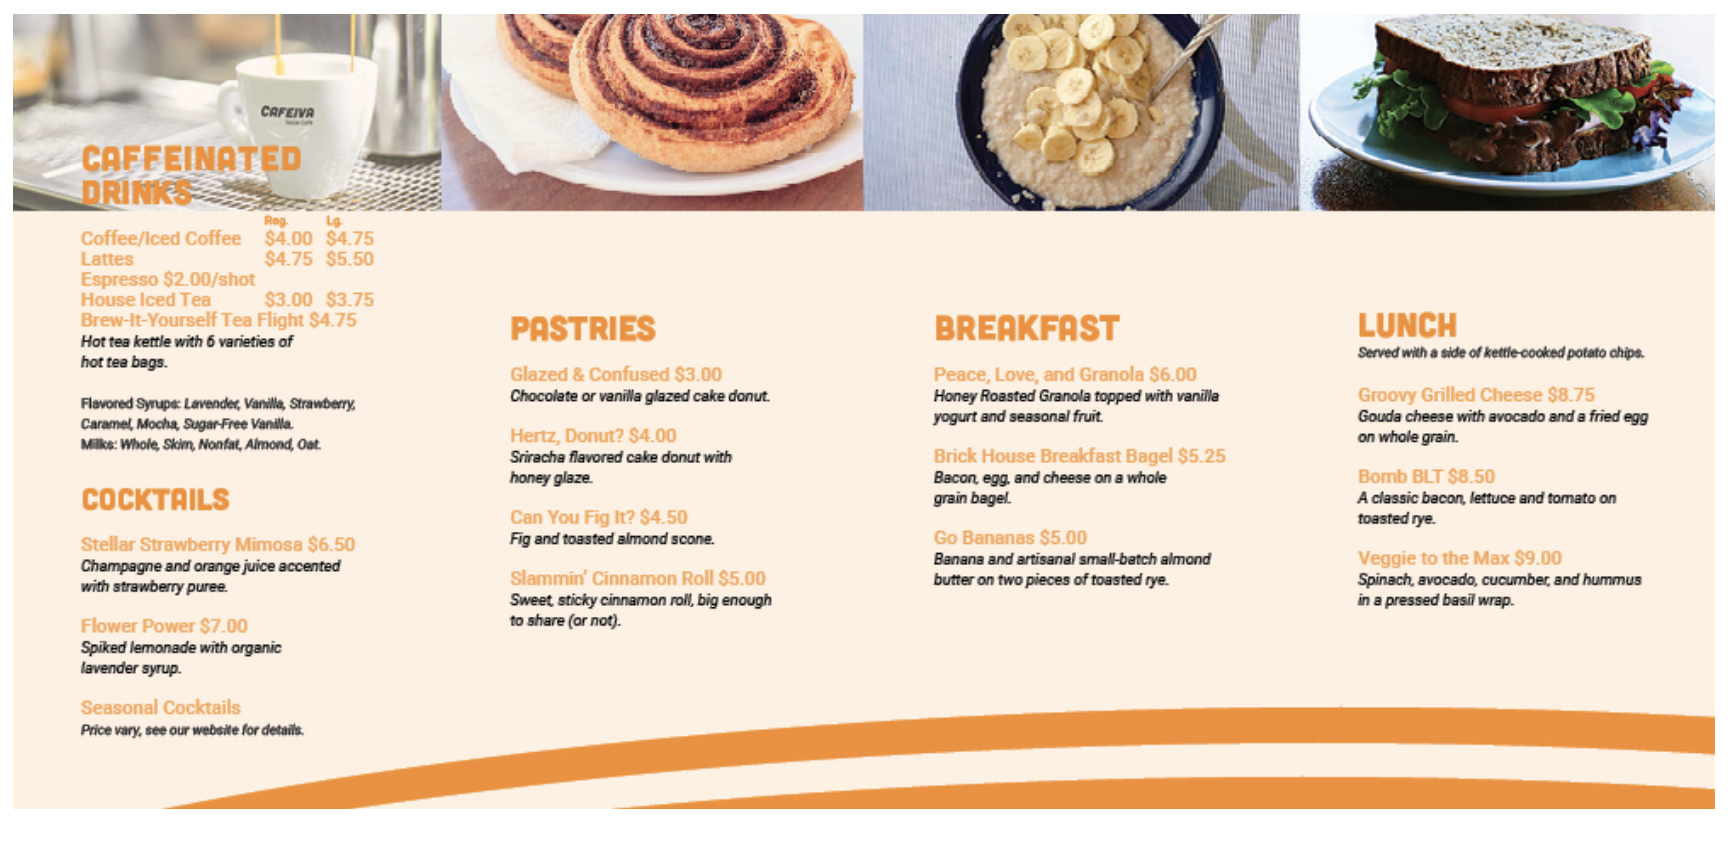 CAFEIVA
CAFFEINATED
DRINKS
Reg. Lg.
Coffee/Iced Coffee $4.00 $4.75
Lattes $4.75 $5.50
Espresso $2.00/shot
House Iced Tea $3.00 $3.75
Brew-It-Yourself Tea Flight $4.75
Hot tea kettle with 6 varieties of
hot tea bags.
Flavored Syrups: Lavender, Vanilla, Strawberry,
Caramel, Mocha, Sugar-Free Vanilla.
Milks: Whole, Skim, Nonfat, Almond, Oat.
COCKTAILS
Stellar Strawberry Mimosa $6.50
Champagne and orange juice accented
with strawberry puree.
Flower Power $7.00
Spiked lemonade with organic
lavender syrup.
Seasonal Cocktails
Price vary, see our website for details.
PASTRIES
Glazed & Confused $3.00
Chocolate or vanilla glazed cake donut.
Hertz, Donut? $4.00
Sriracha flavored cake donut with
honey glaze.
Can You Fig It? $4.50
Fig and toasted almond scone.
Slammin’ Cinnamon Roll $5.00
Sweet, sticky cinnamon roll, big enough
to share (or not).
BREAKFAST
Peace, Love, and Granola $6.00
Honey Roasted Granola topped with vanilla
yogurt and seasonal fruit.
Brick House Breakfast Bagel $5.25
Bacon, egg, and cheese on a whole
grain bagel.
Go Bananas $5.00
Banana and artisanal small-batch almond
butter on two pieces of toasted rye.
LUNCH
Served with a side of kettle-cooked potato chips.
Groovy Grilled Cheese $8.75
Gouda cheese with avocado and a fried egg
on whole grain.
Bomb BLT $8.50
A classic bacon, lettuce and tomato on
toasted rye.
Veggie to the Max $9.00
Spinach, avocado, cucumber, and hummus
in a pressed basil wrap.